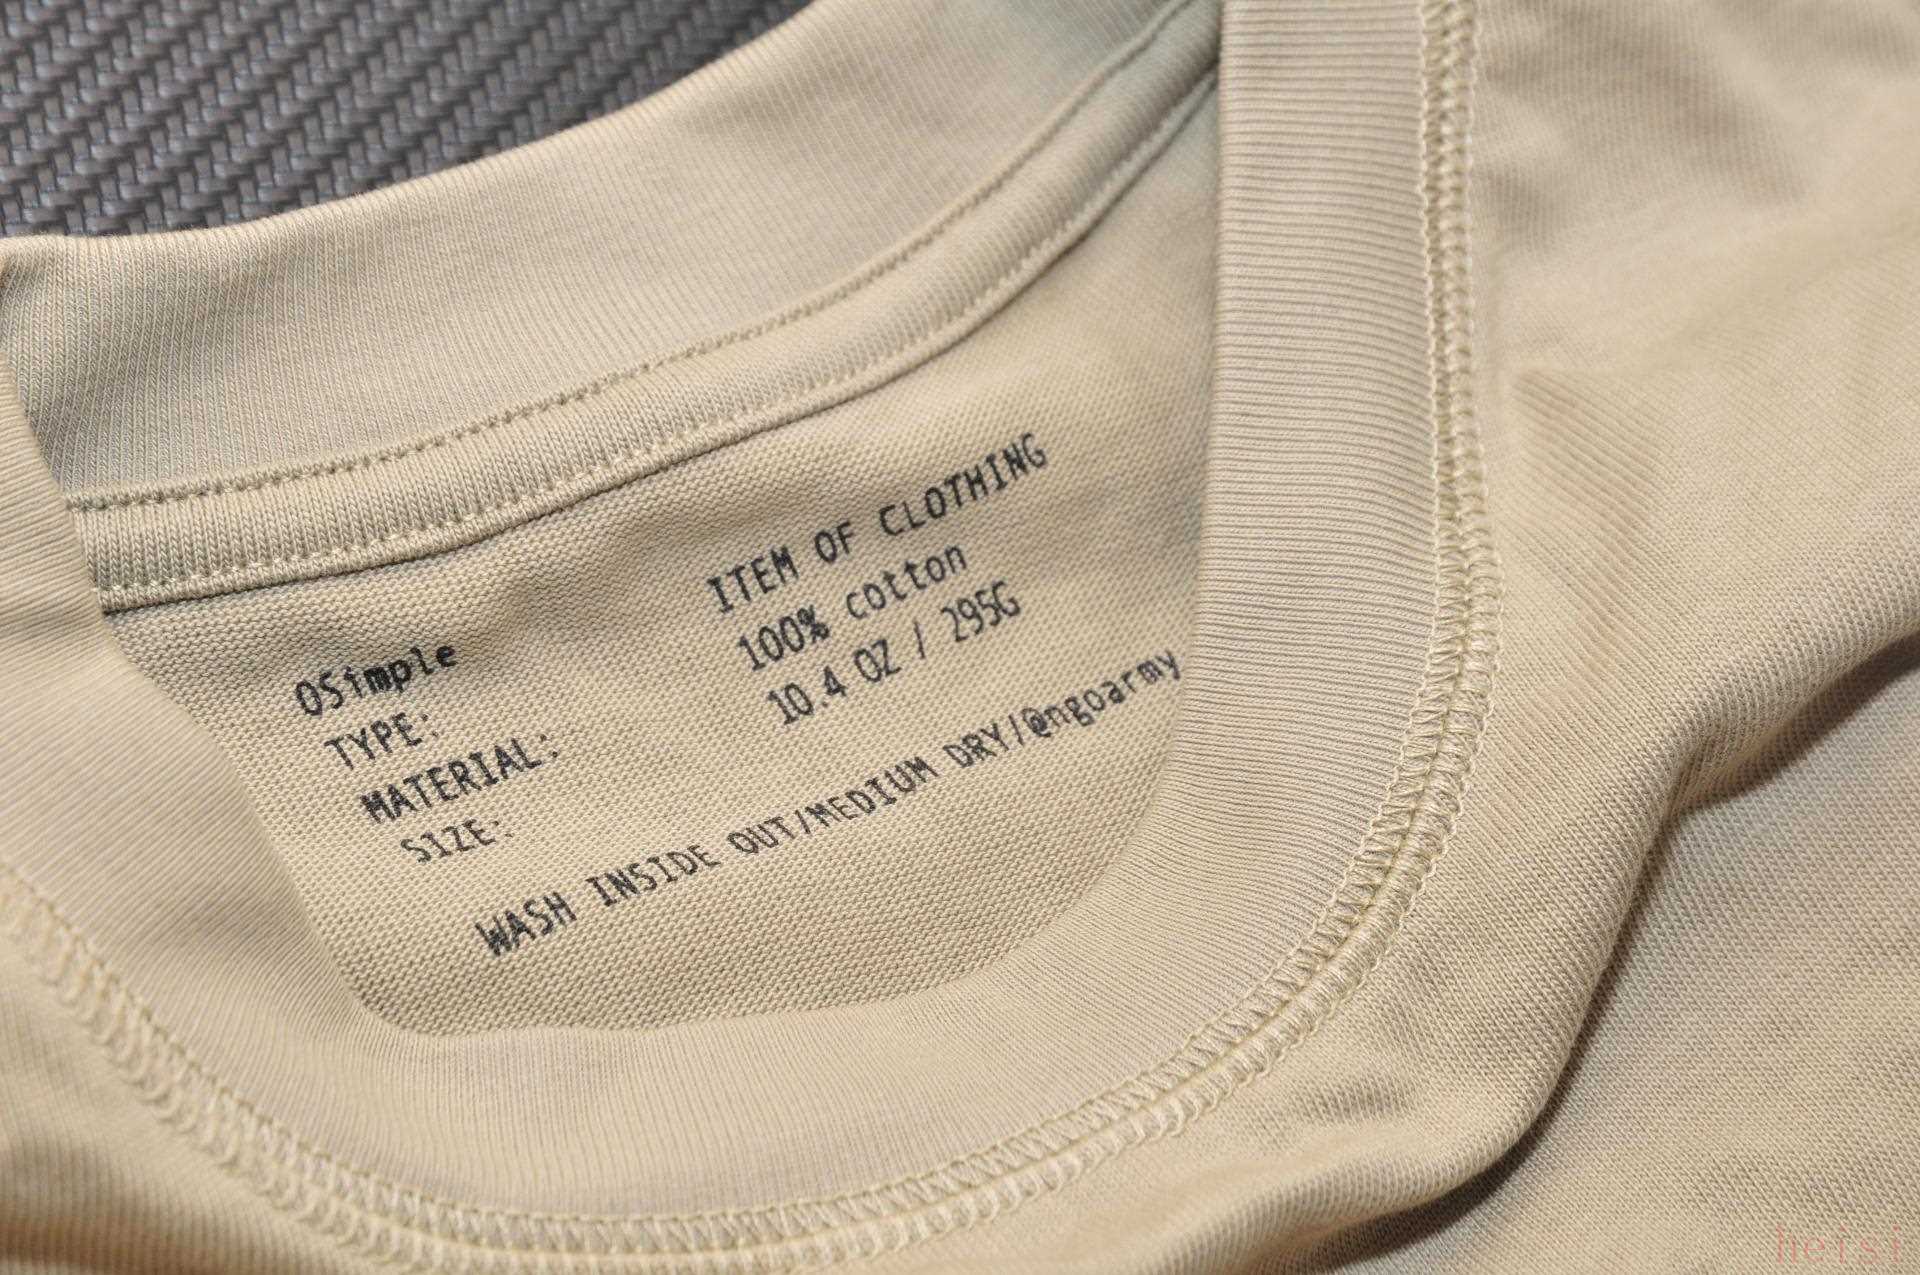 OSimple
TYPE: ITEM OF CLOTHING
MATERIAL: 100% cotton
SIZE: 10.4 OZ / 295G
WASH INSIDE OUT/MEDIUM DRY/@ngoarmy
heisi